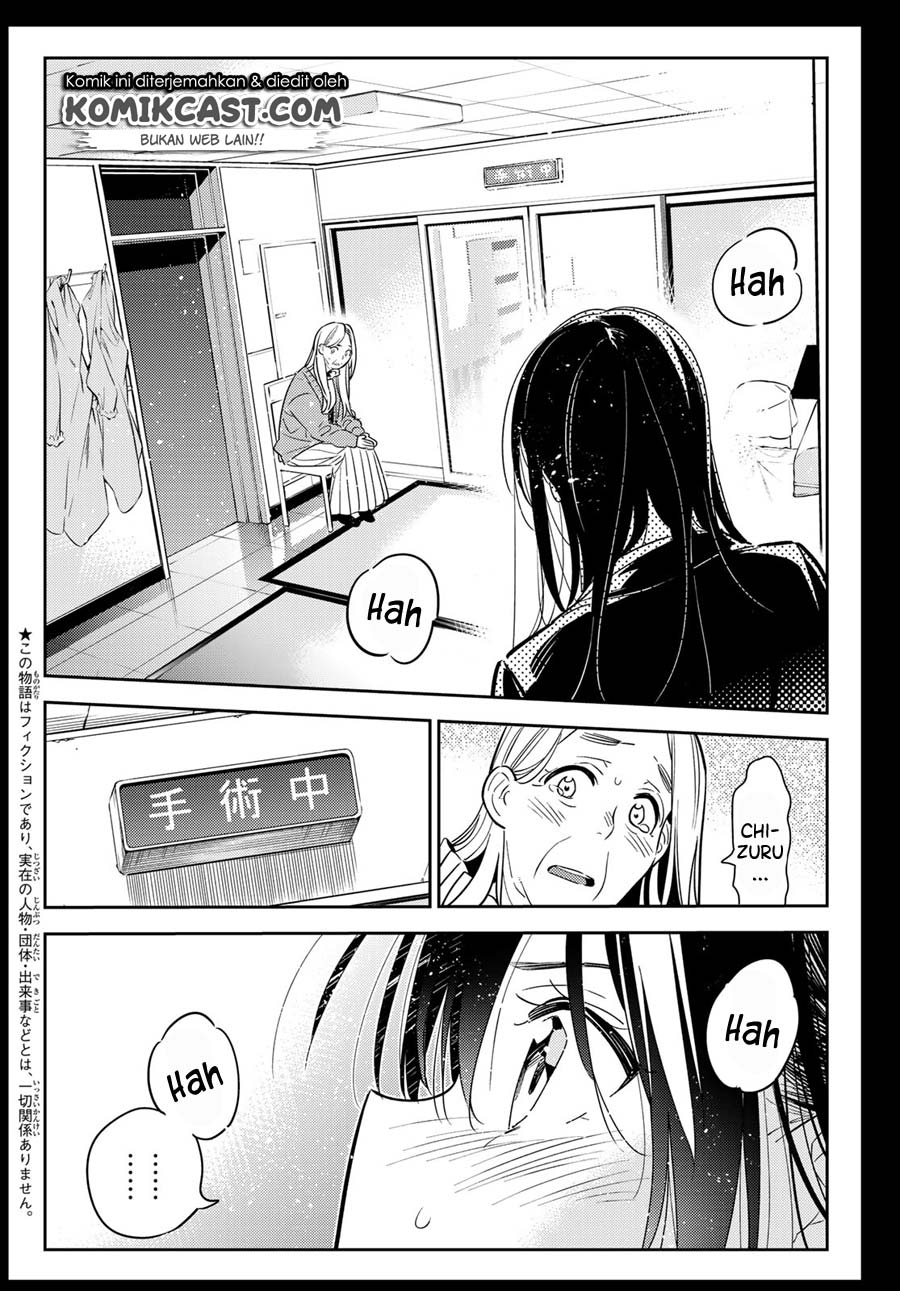 Komik ini diterjemahkan & diedit oleh
KOMIKCAST.COM
BUKAN WEB LAIN!!
手術中
Hah
Hah
CHI-
ZURU
...
手術中
Hah
Hah
……
★この物語はフィクションであり、実在の人物・団体・出来事などとは、一切関係ありません。